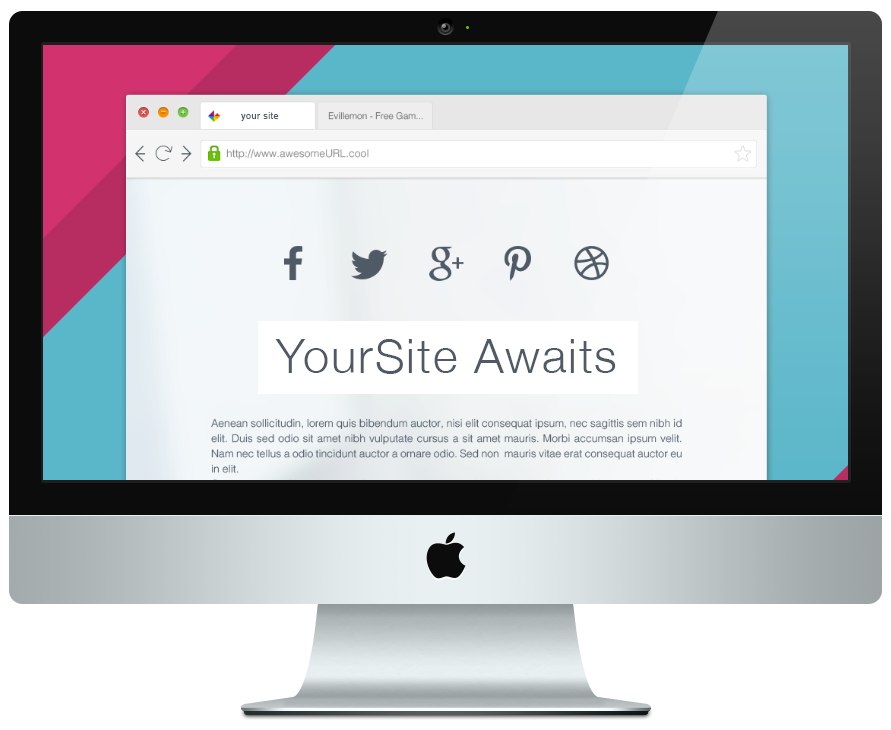 your site
Evillemon - Free Gam...
http://www.awesomeURL.cool
YourSite Awaits
Aenean sollicitudin, lorem quis bibendum auctor, nisi elit consequat ipsum, nec sagittis sem nibh id
elit. Duis sed odio sit amet nibh vulputate cursus a sit amet mauris. Morbi accumsan ipsum velit.
Nam nec tellus a odio tincidunt auctor a ornare odio. Sed non  mauris vitae erat consequat auctor eu
in elit.